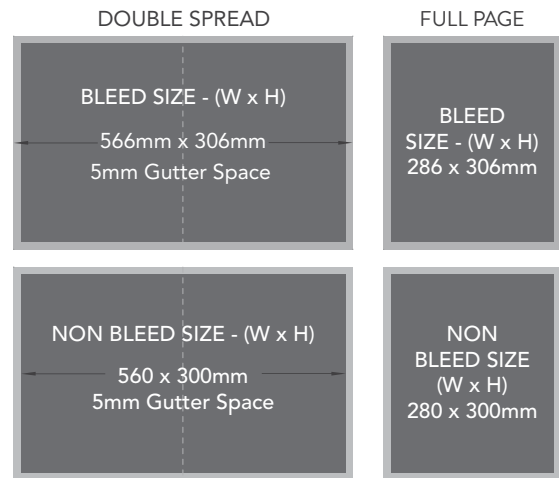 DOUBLE SPREAD
FULL PAGE
BLEED SIZE - (W x H)
566mm x 306mm
5mm Gutter Space
BLEED
SIZE - (W x H)
286 x 306mm
NON BLEED SIZE - (W x H)
560 x 300mm
5mm Gutter Space
NON
BLEED SIZE
(W x H)
280 x 300mm